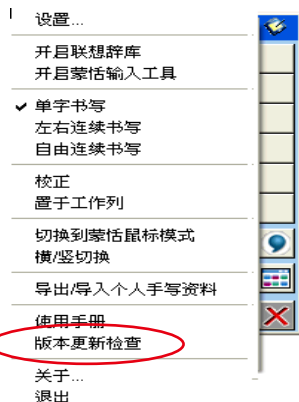 设置...
开启联想辞库
开启蒙恬输入工具
单字书写
左右连续书写
自由连续书写
校正
置于工作列
切换到蒙恬鼠标模式
横/竖切换
导出/导入个人手写资料
使用手册
版本更新检查
关于...
退出